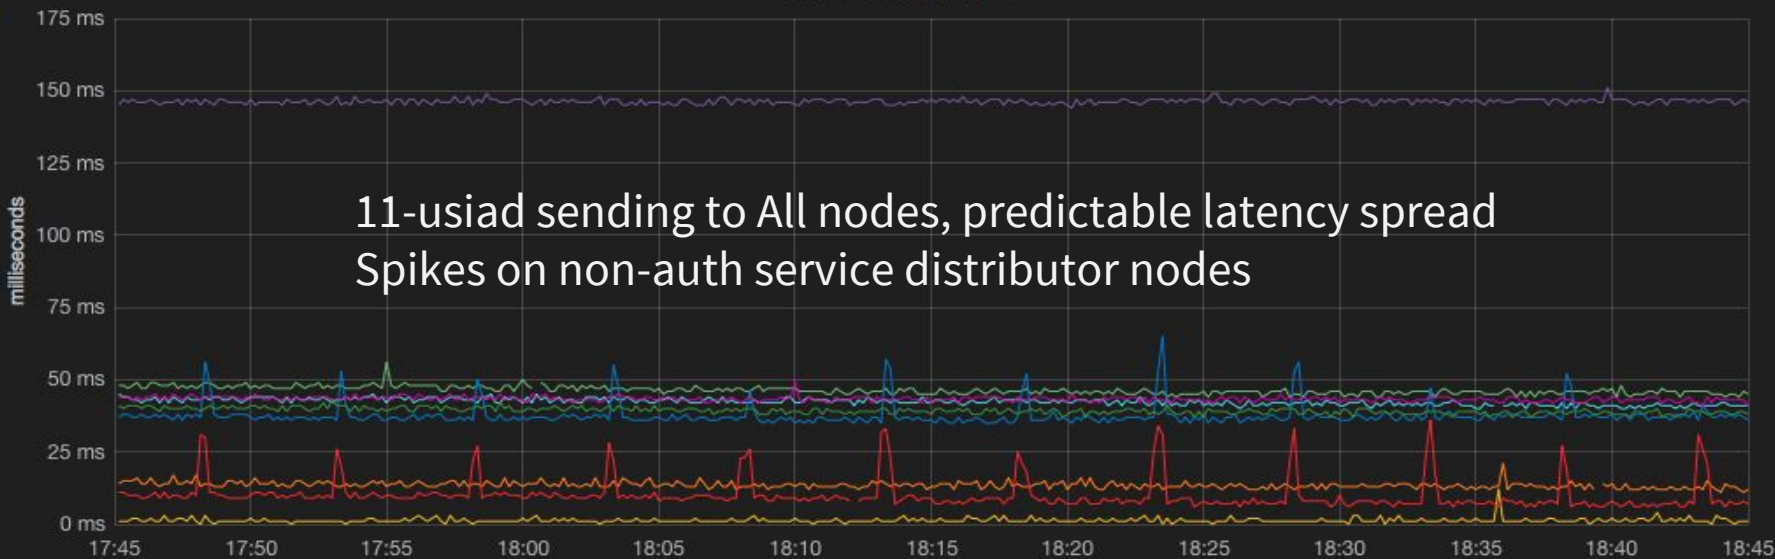 175 ms
150 ms
125 ms
100 ms
75 ms
50 ms
25 ms
0 ms
milliseconds
11-usiad sending to All nodes, predictable latency spread
Spikes on non-auth service distributor nodes
17:45 17:50 17:55 18:00 18:05 18:10 18:15 18:20 18:25 18:30 18:35 18:40 18:45